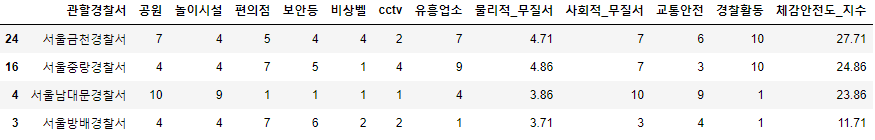 관할경찰서 공원 놀이시설 편의점 보안등 비상벨 cctv 유흥업소 물리적_무질서 사회적_무질서 교통안전 경찰활동 체감안전도_지수
24 서울금천경찰서 7 4 5 4 4 2 7 4.71 7 6 10 27.71
16 서울중랑경찰서 4 4 7 5 1 4 9 4.86 7 3 10 24.86
4 서울남대문경찰서 10 9 1 1 1 1 4 3.86 10 9 1 23.86
3 서울방배경찰서 4 4 7 6 2 2 1 3.71 3 4 1 11.71